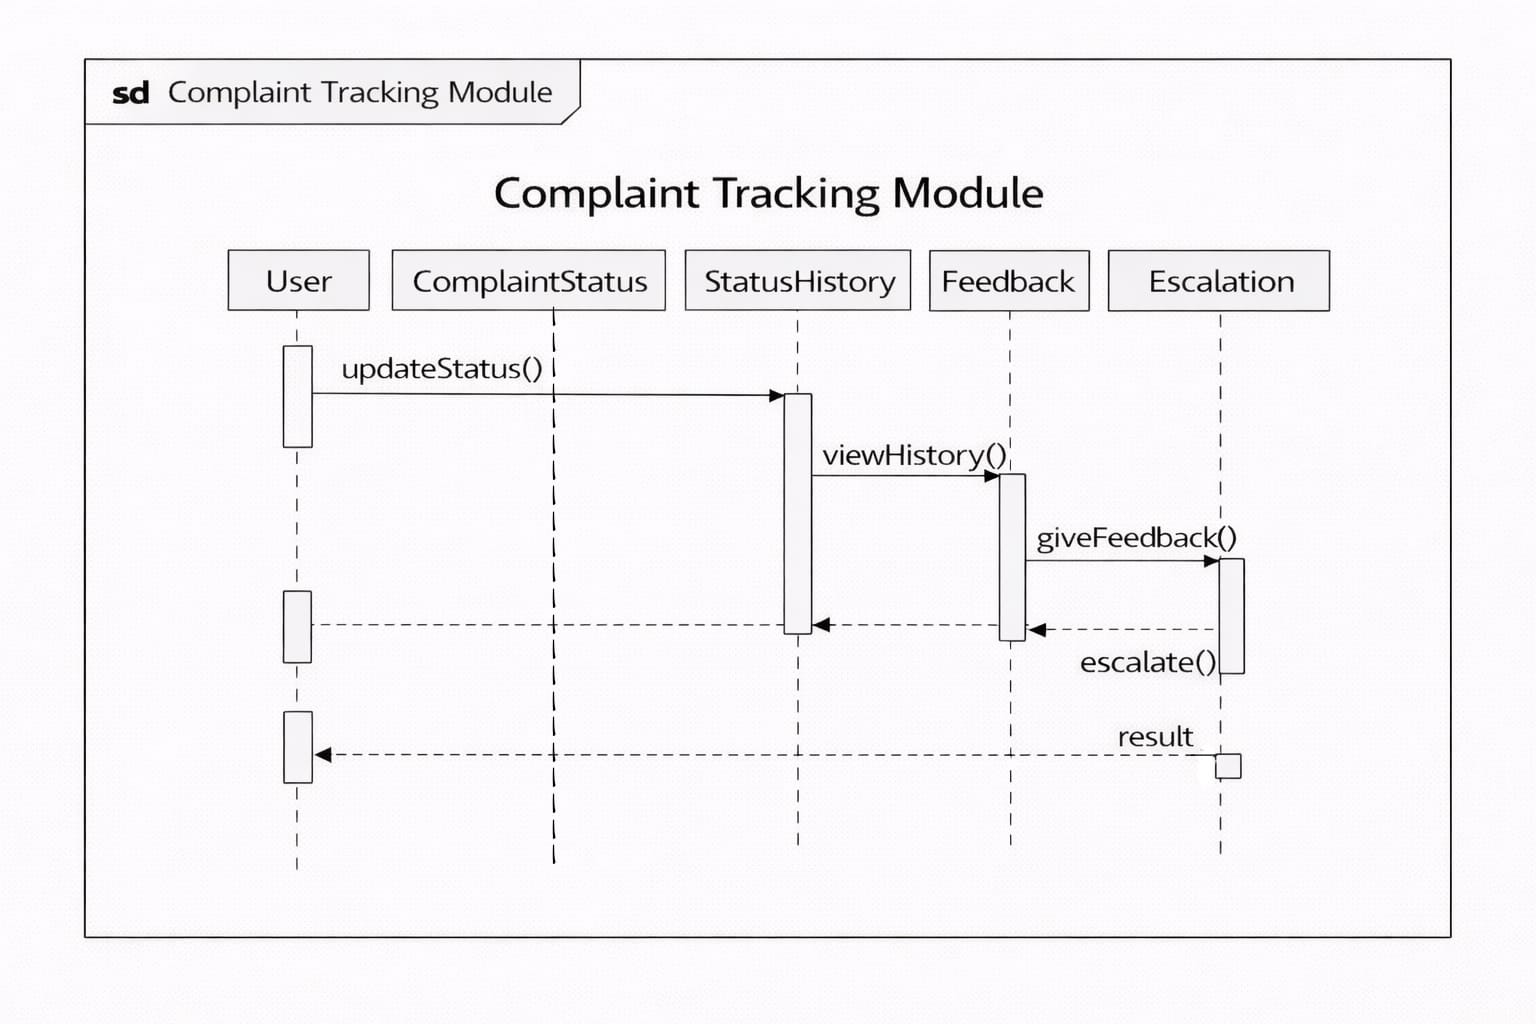 sd Complaint Tracking Module
Complaint Tracking Module
User
ComplaintStatus
StatusHistory
Feedback
Escalation
updateStatus()
viewHistory()
giveFeedback()
escalate()
result